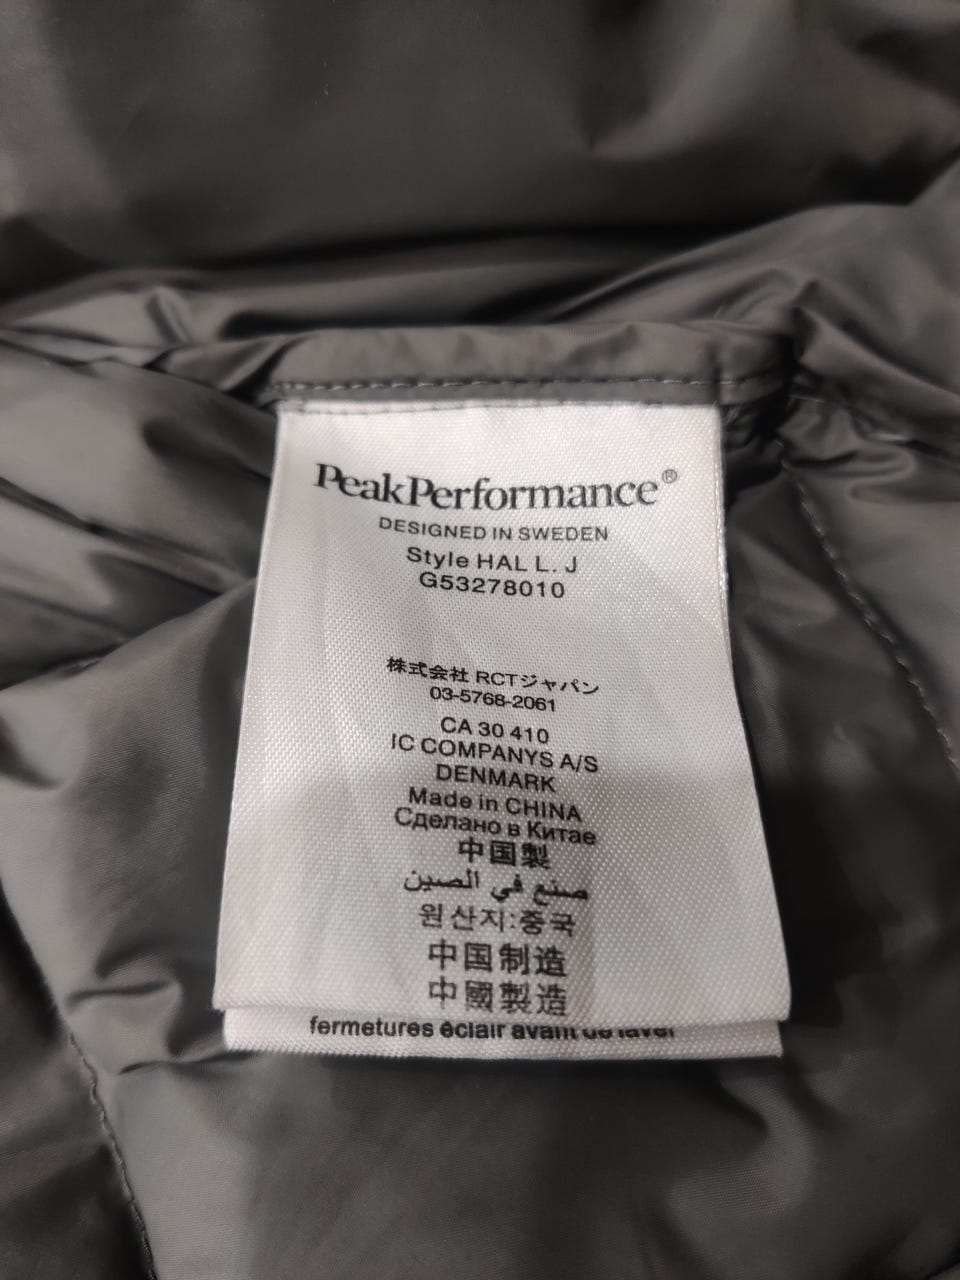 PeakPerformance®
DESIGNED IN SWEDEN
Style HAL L. J
G53278010
株式会社 RCTジャパン
03-5768-2061
CA 30 410
IC COMPANYS A/S
DENMARK
Made in CHINA
Сделано в Китае
中国製
صنع في الصين
원산지:중국
中国制造
中國製造
fermetures éclair avant de laver